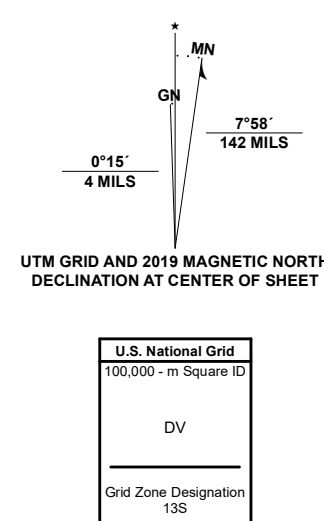 ★
MN
GN
7°58´
142 MILS
0°15´
4 MILS
UTM GRID AND 2019 MAGNETIC NORTH
DECLINATION AT CENTER OF SHEET
U.S. National Grid
100,000 - m Square ID
DV
Grid Zone Designation
13S